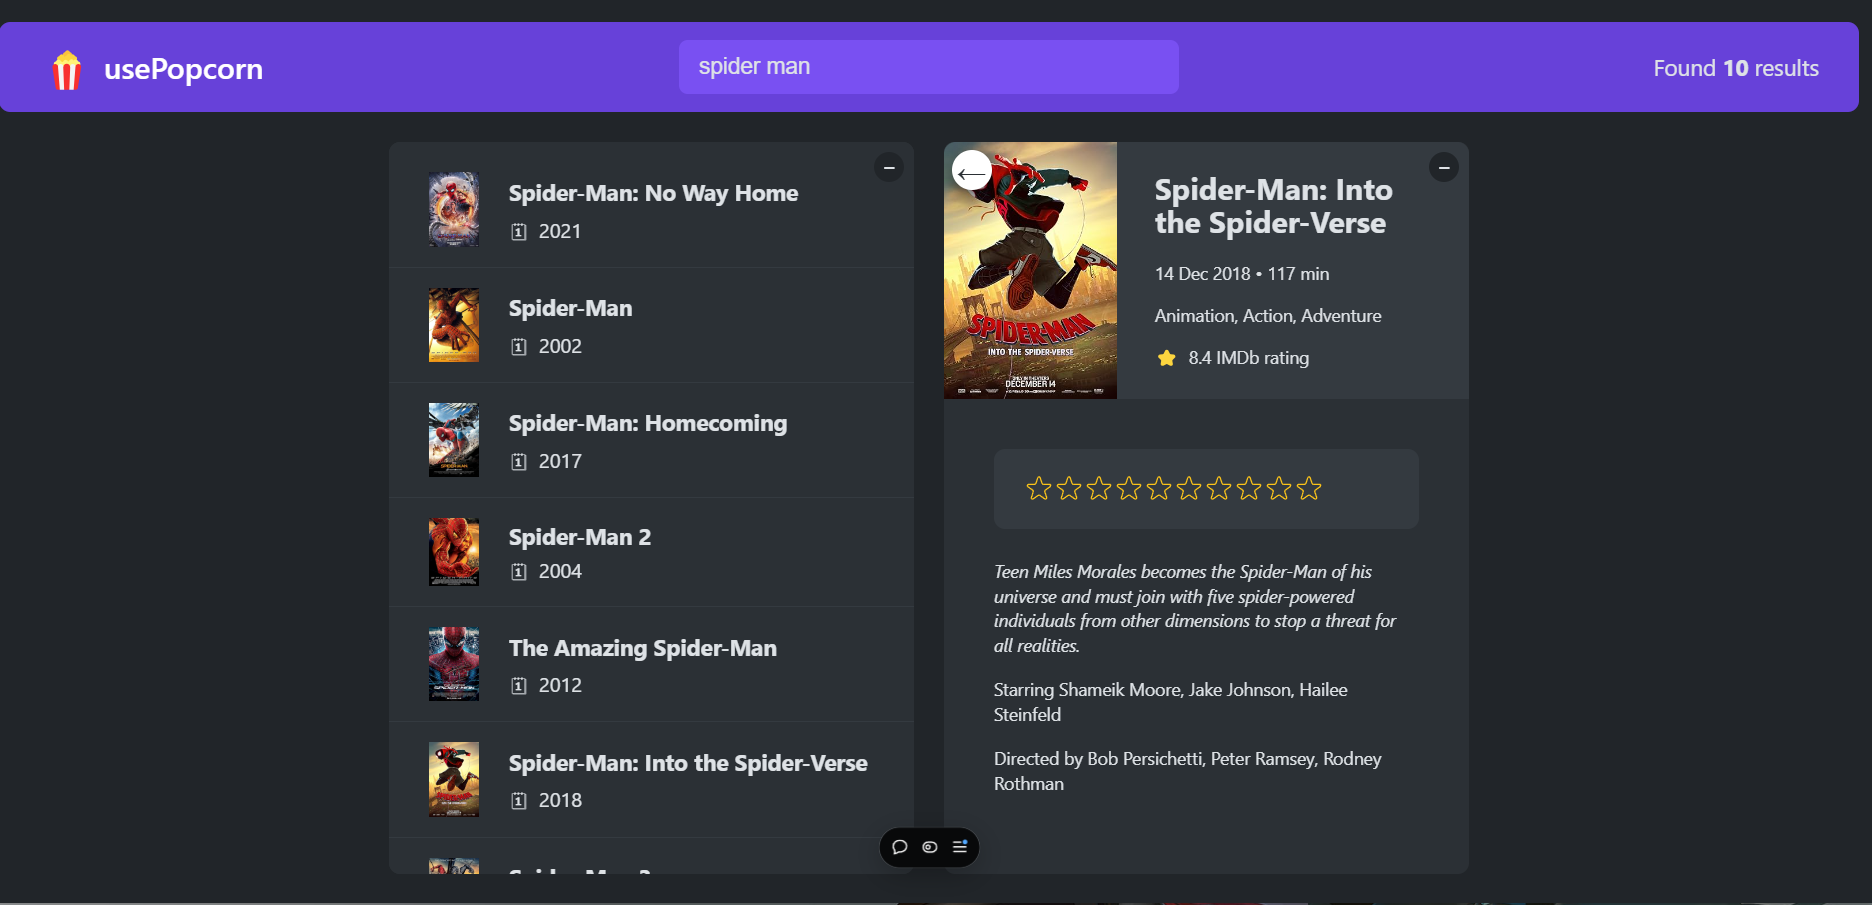 usePopcorn
spider man
Found 10 results
Spider-Man: No Way Home
2021
Spider-Man
2002
Spider-Man: Homecoming
2017
Spider-Man 2
2004
The Amazing Spider-Man
2012
Spider-Man: Into the Spider-Verse
2018
Spider-Man: Into
the Spider-Verse
14 Dec 2018 • 117 min
Animation, Action, Adventure
8.4 IMDb rating
SPIDER-MAN
INTO THE SPIDER-VERSE
ONLY IN THEATERS
DECEMBER 14
Teen Miles Morales becomes the Spider-Man of his
universe and must join with five spider-powered
individuals from other dimensions to stop a threat for
all realities.
Starring Shameik Moore, Jake Johnson, Hailee
Steinfeld
Directed by Bob Persichetti, Peter Ramsey, Rodney
Rothman